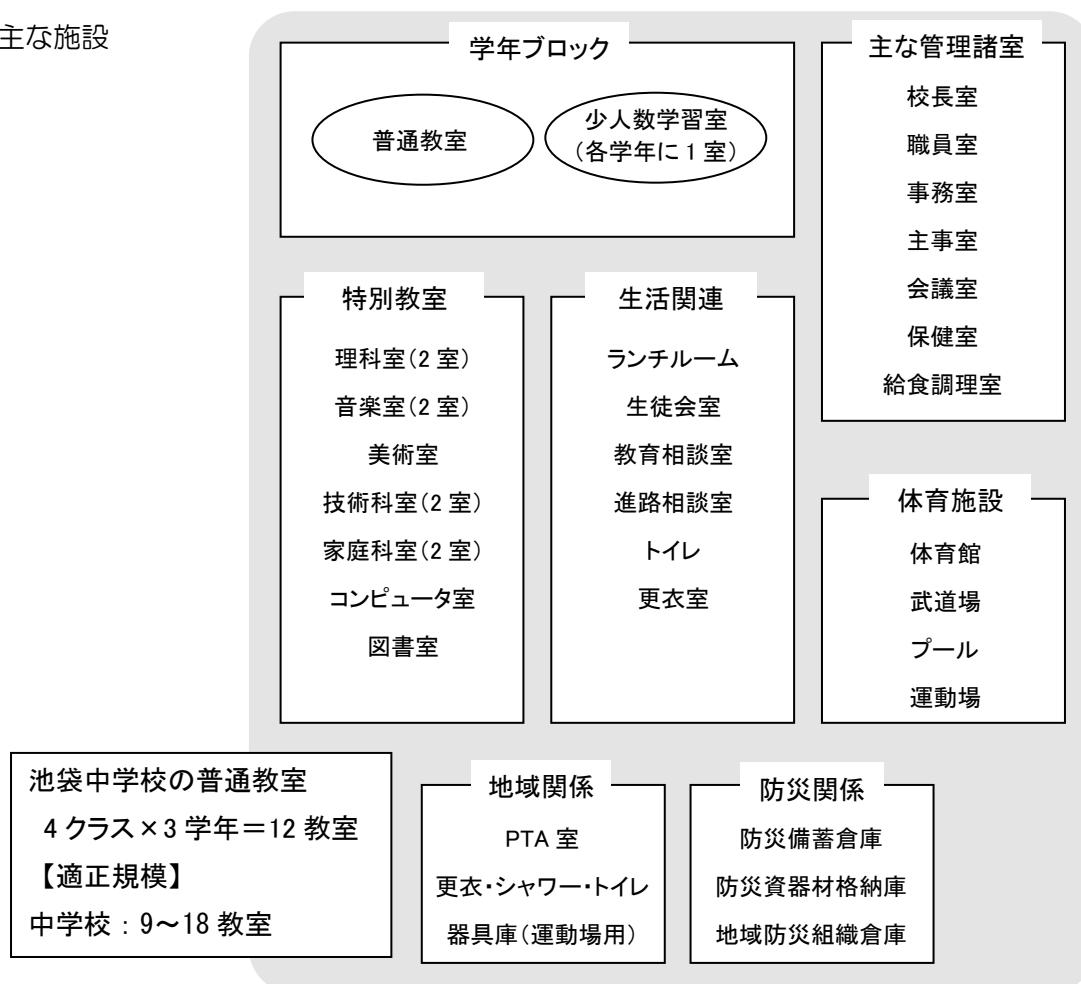 主な施設
学年ブロック
普通教室
少人数学習室
（各学年に1室）
主な管理諸室
校長室
職員室
事務室
主事室
会議室
保健室
給食調理室
特別教室
理科室（2室）
音楽室（2室）
美術室
技術科室（2室）
家庭科室（2室）
コンピュータ室
図書室
生活関連
ランチルーム
生徒会室
教育相談室
進路相談室
トイレ
更衣室
体育施設
体育館
武道場
プール
運動場
池袋中学校の普通教室
4クラス×3学年＝12教室
【適正規模】
中学校：9～18教室
地域関係
PTA室
更衣・シャワー・トイレ
器具庫（運動場用）
防災関係
防災備蓄倉庫
防災資器材格納庫
地域防災組織倉庫